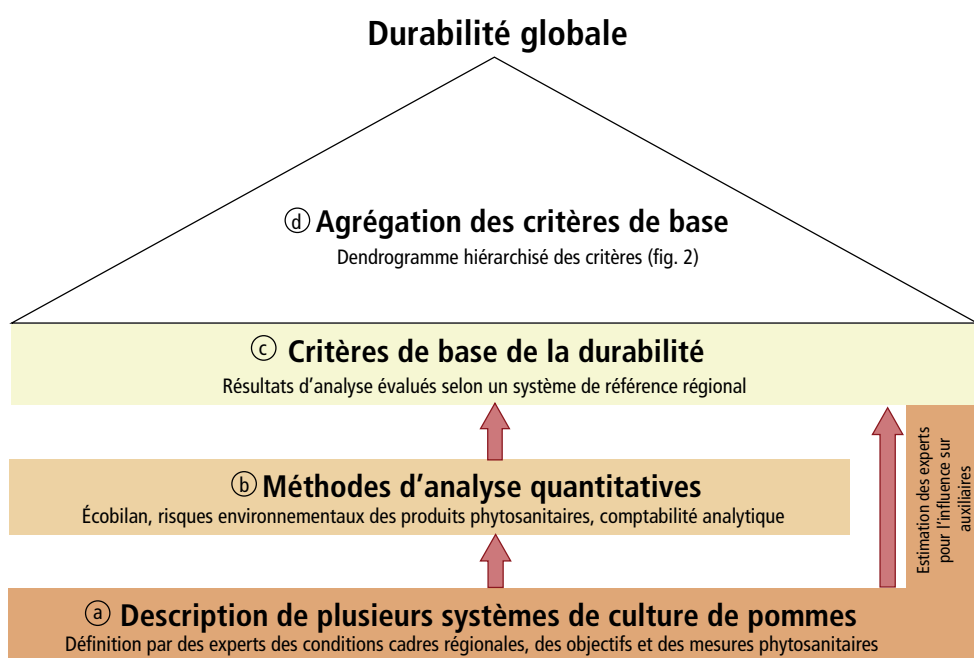 Durabilité globale
ⓓ Agrégation des critères de base
Dendrogramme hiérarchisé des critères (fig. 2)
ⓒ Critères de base de la durabilité
Résultats d’analyse évalués selon un système de référence régional
ⓑ Méthodes d’analyse quantitatives
Écobilan, risques environnementaux des produits phytosanitaires, comptabilité analytique
Estimation des experts
pour l’influence sur
auxiliaires
ⓐ Description de plusieurs systèmes de culture de pommes
Définition par des experts des conditions cadres régionales, des objectifs et des mesures phytosanitaires